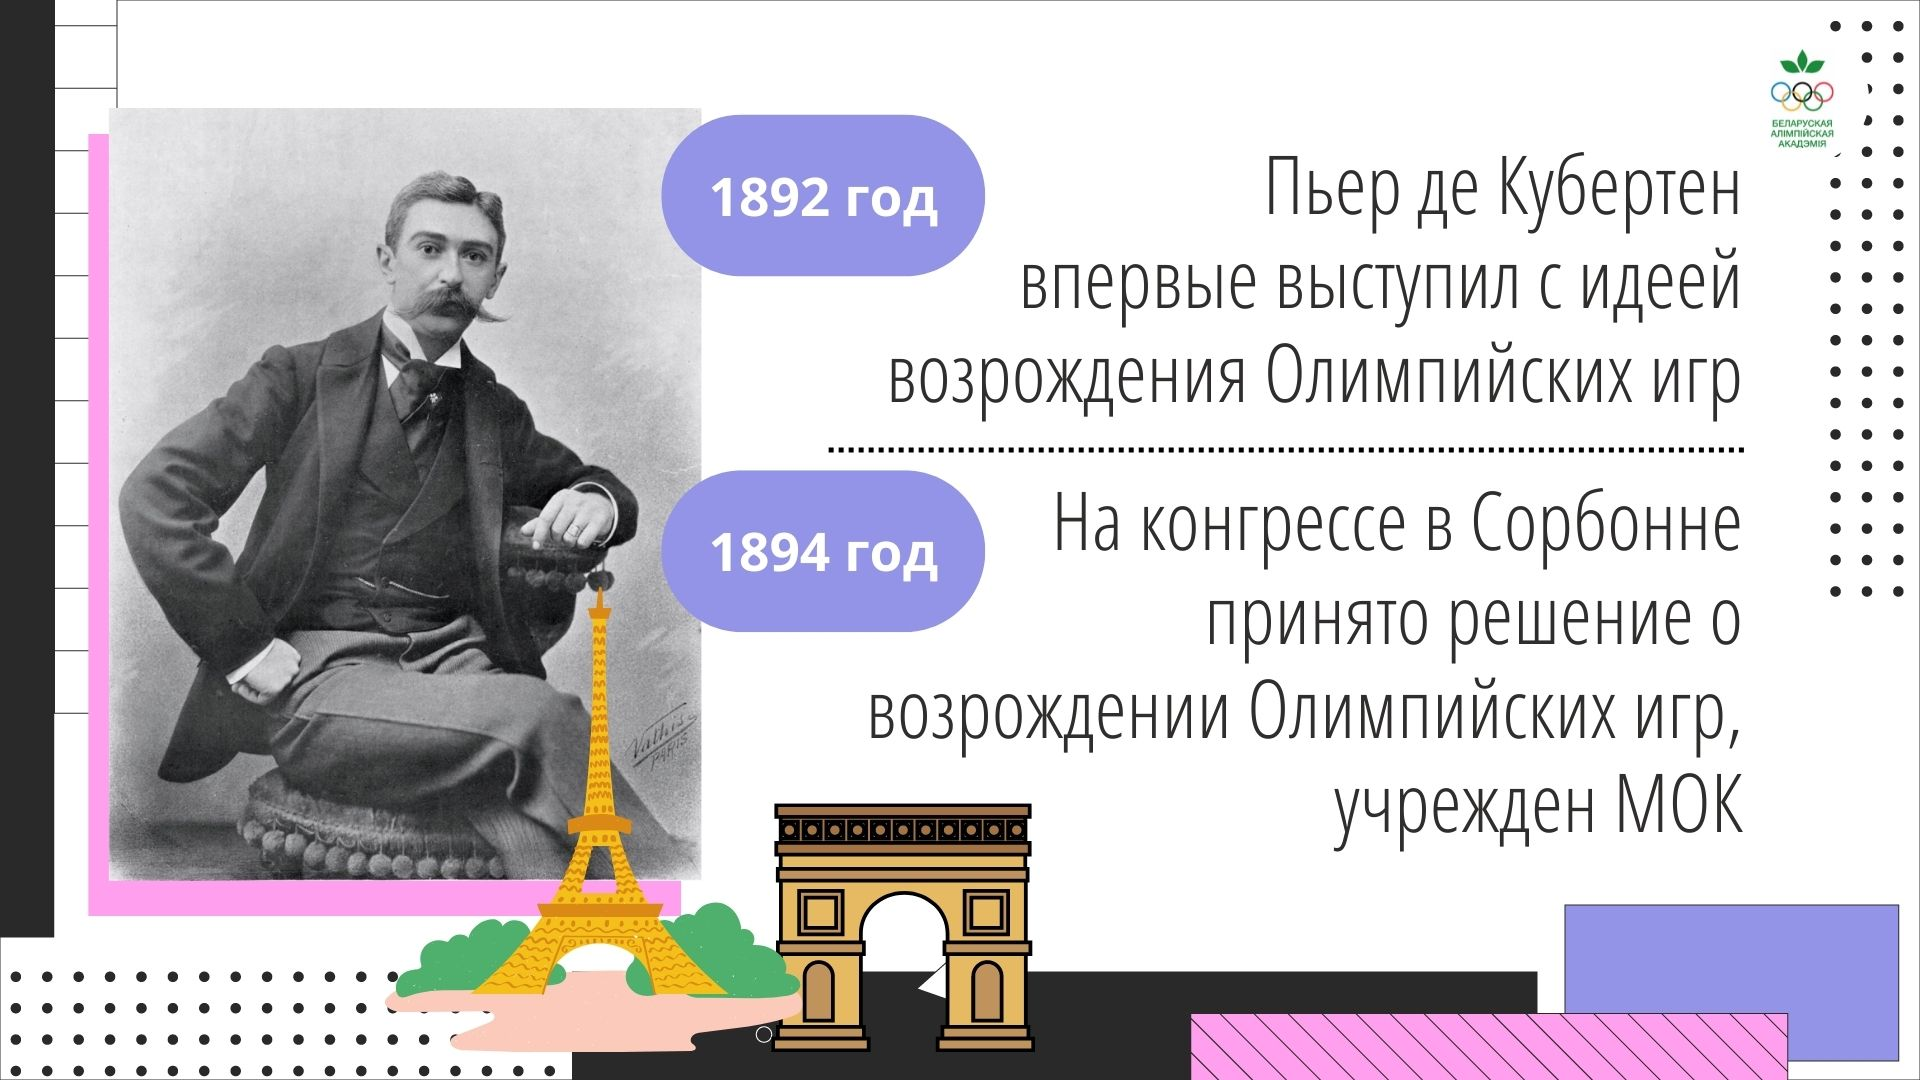 БЕЛАРУСКАЯ
АЛІМПІЙСКАЯ
АКАДЭМІЯ
1892 год
Пьер де Кубертен
впервые выступил с идеей
возрождения Олимпийских игр
1894 год
На конгрессе в Сорбонне
принято решение о
возрождении Олимпийских игр,
учрежден МОК
PARIS